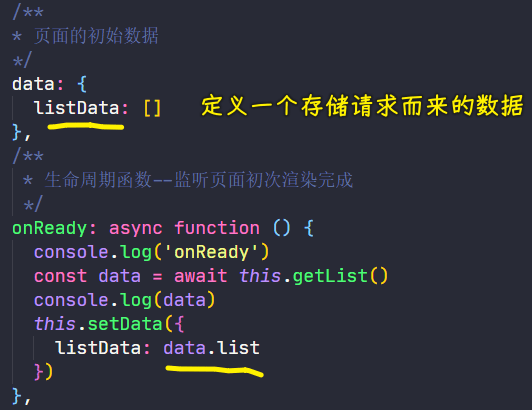 /**
* 页面的初始数据
*/
data: {
listData: [] 定义一个存储请求而来的数据
},
/**
* 生命周期函数--监听页面初次渲染完成
*/
onReady: async function () {
console.log('onReady')
const data = await this.getList()
console.log(data)
this.setData({
listData: data.list
})
},